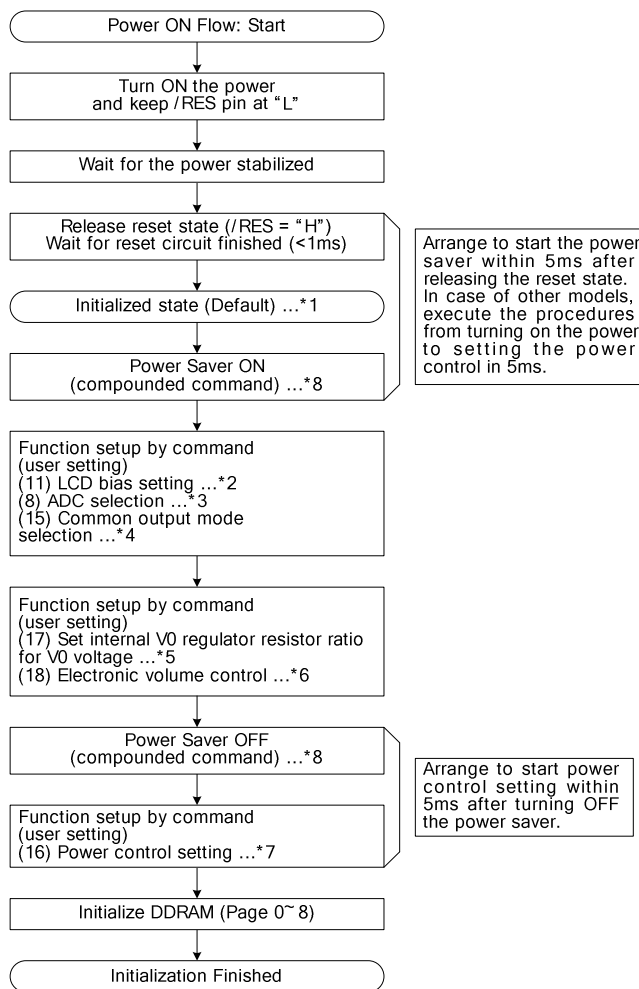 Power ON Flow: Start
Turn ON the power
and keep /RES pin at “L”
Wait for the power stabilized
Release reset state (/RES = “H”)
Wait for reset circuit finished (<1ms)
Initialized state (Default) ...*1
Power Saver ON
(compounded command) ...*8
Arrange to start the power
saver within 5ms after
releasing the reset state.
In case of other models,
execute the procedures
from turning on the power
to setting the power
control in 5ms.
Function setup by command
(user setting)
(11) LCD bias setting ...*2
(8) ADC selection ...*3
(15) Common output mode
selection ...*4
Function setup by command
(user setting)
(17) Set internal V0 regulator resistor ratio
for V0 voltage ...*5
(18) Electronic volume control ...*6
Power Saver OFF
(compounded command) ...*8
Function setup by command
(user setting)
(16) Power control setting ...*7
Arrange to start power
control setting within
5ms after turning OFF
the power saver.
Initialize DDRAM (Page 0~8)
Initialization Finished